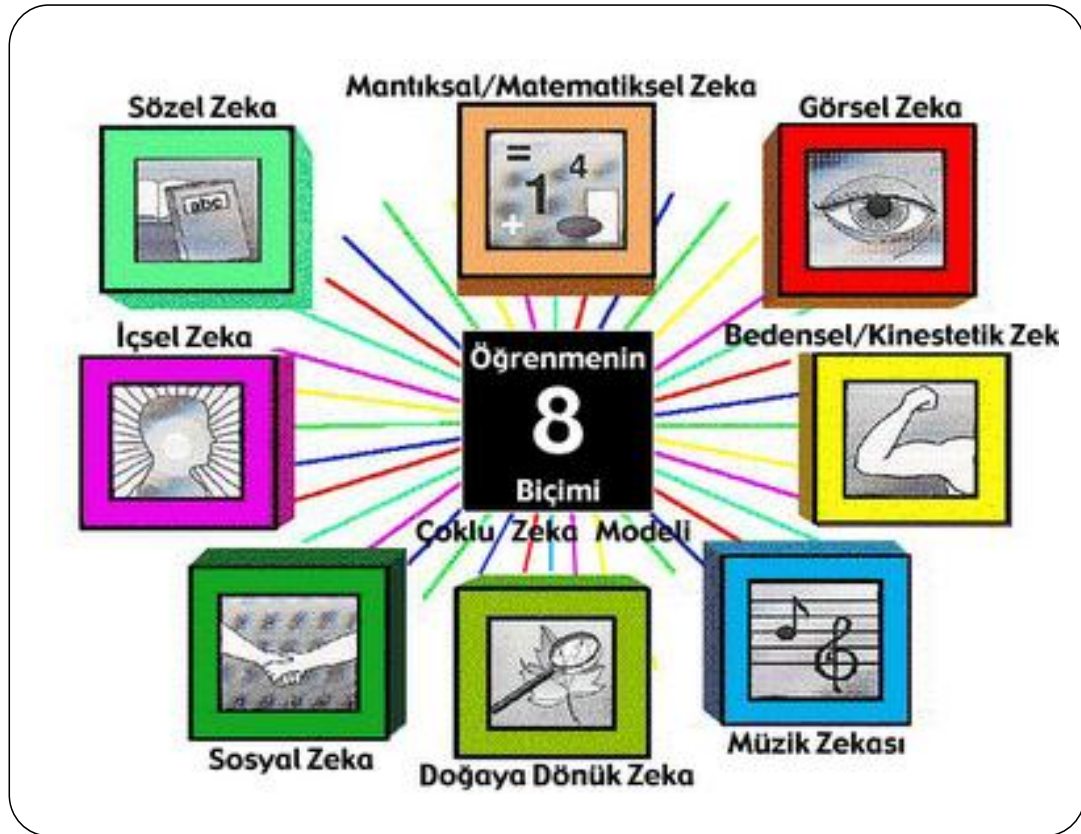 Mantıksal/Matematiksel Zeka
Sözel Zeka
Görsel Zeka
abc
=
1 4
+
İçsel Zeka
Öğrenmenin
8
Biçimi
Çoklu Zeka Modeli
Bedensel/Kinestetik Zek
Sosyal Zeka
Doğaya Dönük Zeka
Müzik Zekası